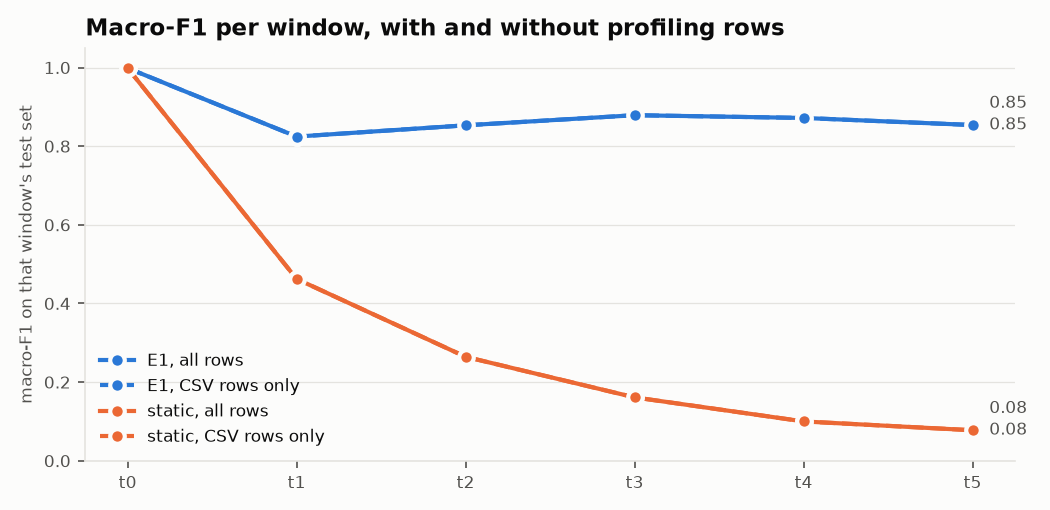 Macro-F1 per window, with and without profiling rows
macro-F1 on that window's test set
1.0
0.8
0.6
0.4
0.2
0.0
0.85
0.85
0.08
0.08
E1, all rows
E1, CSV rows only
static, all rows
static, CSV rows only
t0
t1
t2
t3
t4
t5